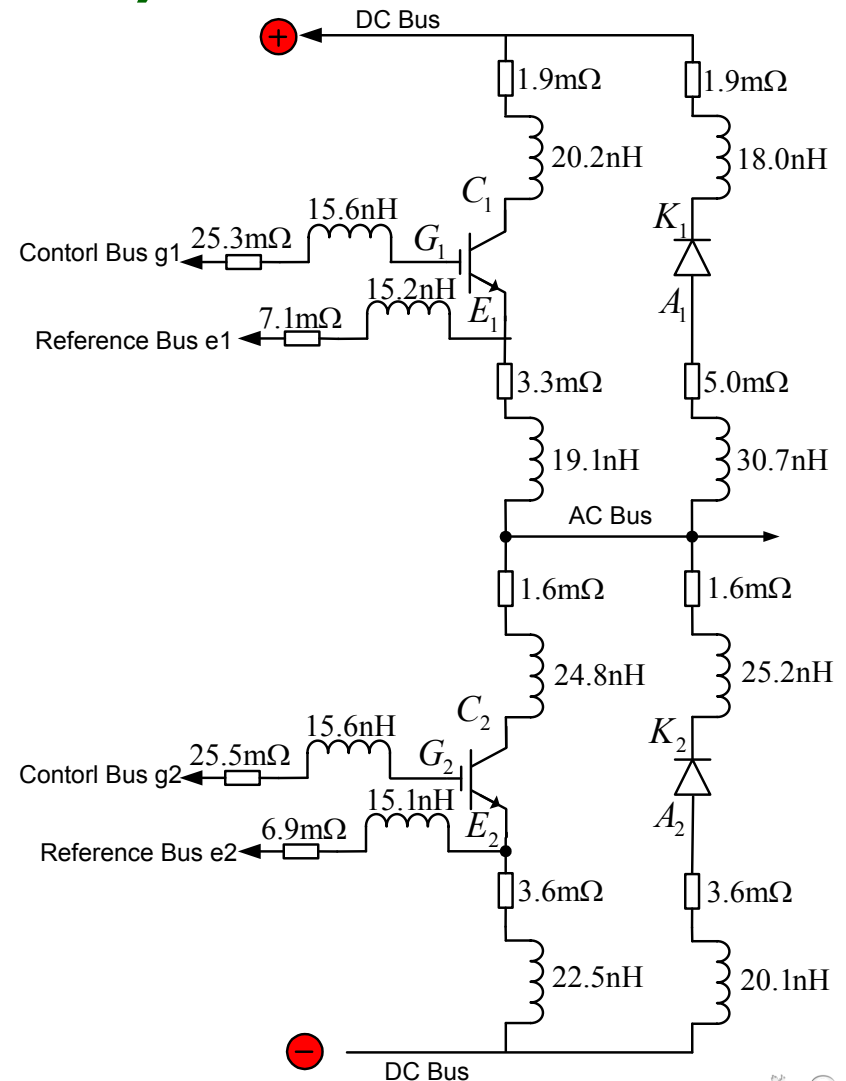 DC Bus
+
1.9mΩ
1.9mΩ
20.2nH
18.0nH
C1
K1
15.6nH
G1
25.3mΩ
Contorl Bus g1
15.2nH
E1
A1
7.1mΩ
Reference Bus e1
3.3mΩ
5.0mΩ
19.1nH
30.7nH
AC Bus
1.6mΩ
1.6mΩ
24.8nH
25.2nH
C2
K2
15.6nH
G2
25.5mΩ
Contorl Bus g2
15.1nH
E2
A2
6.9mΩ
Reference Bus e2
3.6mΩ
3.6mΩ
22.5nH
20.1nH
−
DC Bus